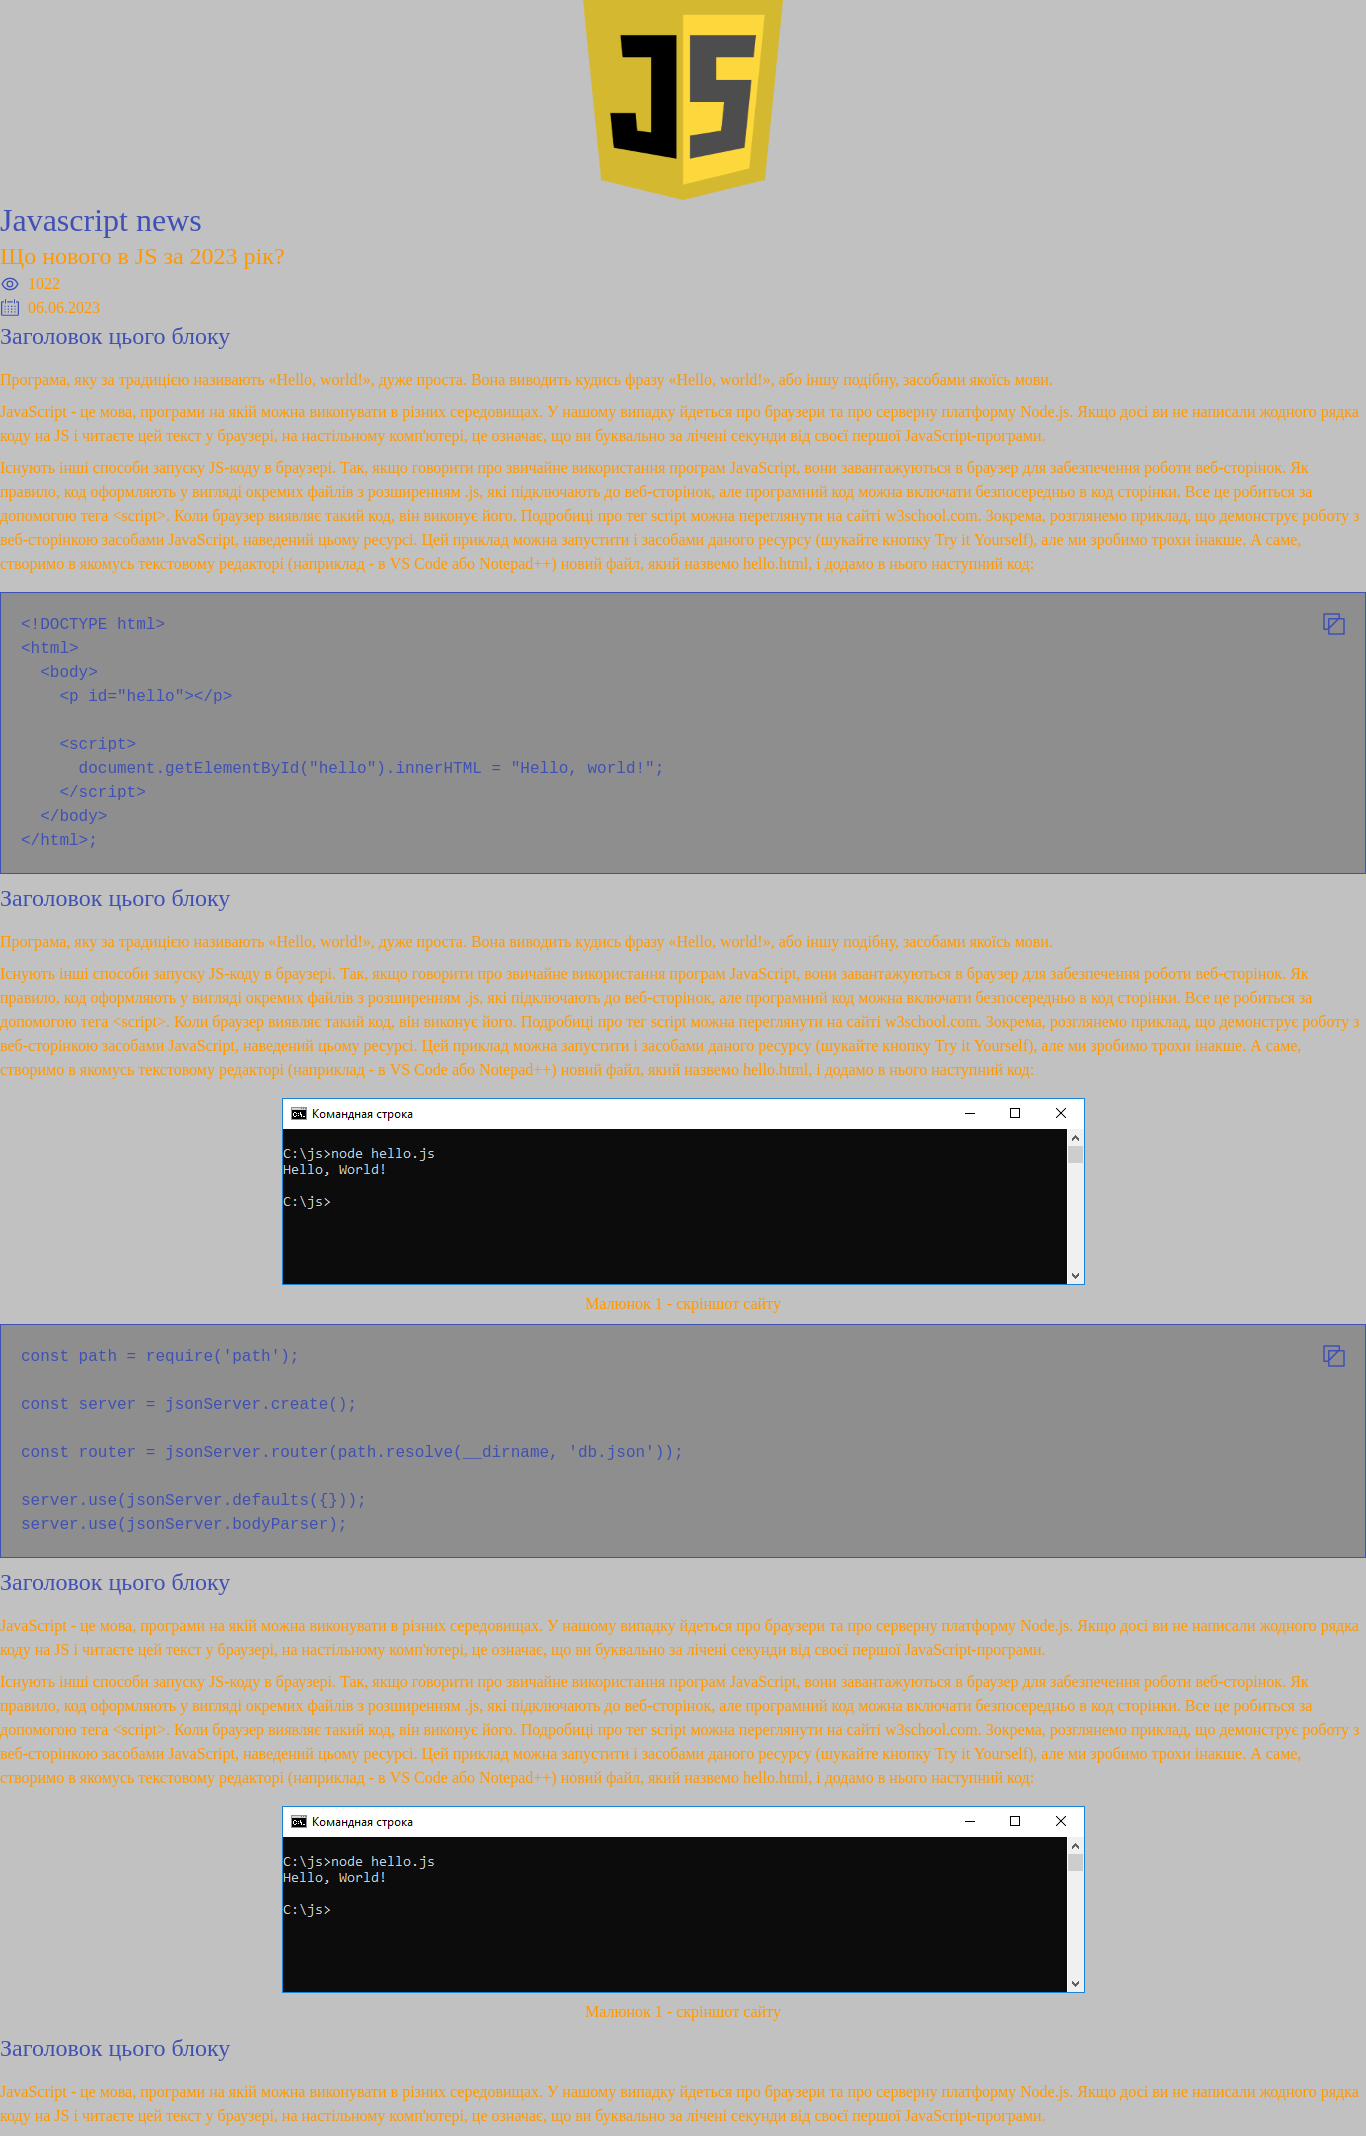 JS
Javascript news
Що нового в JS за 2023 рік?
1022
06.06.2023
Заголовок цього блоку
Програма, яку за традицією називають «Hello, world!», дуже проста. Вона виводить кудись фразу «Hello, world!», або іншу подібну, засобами якоїсь мови.
JavaScript - це мова, програми на якій можна виконувати в різних середовищах. У нашому випадку йдеться про браузери та про серверну платформу Node.js. Якщо досі ви не написали жодного рядка
коду на JS і читаєте цей текст у браузері, на настільному комп'ютері, це означає, що ви буквально за лічені секунди від своєї першої JavaScript-програми.
Існують інші способи запуску JS-коду в браузері. Так, якщо говорити про звичайне використання програм JavaScript, вони завантажуються в браузер для забезпечення роботи веб-сторінок. Як
правило, код оформляють у вигляді окремих файлів з розширенням .js, які підключають до веб-сторінок, але програмний код можна включати безпосередньо в код сторінки. Все це робиться за
допомогою тега <script>. Коли браузер виявляє такий код, він виконує його. Подробиці про тег script можна переглянути на сайті w3school.com. Зокрема, розглянемо приклад, що демонструє роботу з
веб-сторінкою засобами JavaScript, наведений цьому ресурсі. Цей приклад можна запустити і засобами даного ресурсу (шукайте кнопку Try it Yourself), але ми зробимо трохи інакше. А саме,
створимо в якомусь текстовому редакторі (наприклад - в VS Code або Notepad++) новий файл, який назвемо hello.html, і додамо в нього наступний код:
<!DOCTYPE html>
<html>
  <body>
    <p id="hello"></p>

    <script>
      document.getElementById("hello").innerHTML = "Hello, world!";
    </script>
  </body>
</html>;
Заголовок цього блоку
Програма, яку за традицією називають «Hello, world!», дуже проста. Вона виводить кудись фразу «Hello, world!», або іншу подібну, засобами якоїсь мови.
Існують інші способи запуску JS-коду в браузері. Так, якщо говорити про звичайне використання програм JavaScript, вони завантажуються в браузер для забезпечення роботи веб-сторінок. Як
правило, код оформляють у вигляді окремих файлів з розширенням .js, які підключають до веб-сторінок, але програмний код можна включати безпосередньо в код сторінки. Все це робиться за
допомогою тега <script>. Коли браузер виявляє такий код, він виконує його. Подробиці про тег script можна переглянути на сайті w3school.com. Зокрема, розглянемо приклад, що демонструє роботу з
веб-сторінкою засобами JavaScript, наведений цьому ресурсі. Цей приклад можна запустити і засобами даного ресурсу (шукайте кнопку Try it Yourself), але ми зробимо трохи інакше. А саме,
створимо в якомусь текстовому редакторі (наприклад - в VS Code або Notepad++) новий файл, який назвемо hello.html, і додамо в нього наступний код:
Командная строка
C:\js>node hello.js
Hello, World!
C:\js>
Малюнок 1 - скріншот сайту
const path = require('path');

const server = jsonServer.create();

const router = jsonServer.router(path.resolve(__dirname, 'db.json'));

server.use(jsonServer.defaults({}));
server.use(jsonServer.bodyParser);
Заголовок цього блоку
JavaScript - це мова, програми на якій можна виконувати в різних середовищах. У нашому випадку йдеться про браузери та про серверну платформу Node.js. Якщо досі ви не написали жодного рядка
коду на JS і читаєте цей текст у браузері, на настільному комп'ютері, це означає, що ви буквально за лічені секунди від своєї першої JavaScript-програми.
Існують інші способи запуску JS-коду в браузері. Так, якщо говорити про звичайне використання програм JavaScript, вони завантажуються в браузер для забезпечення роботи веб-сторінок. Як
правило, код оформляють у вигляді окремих файлів з розширенням .js, які підключають до веб-сторінок, але програмний код можна включати безпосередньо в код сторінки. Все це робиться за
допомогою тега <script>. Коли браузер виявляє такий код, він виконує його. Подробиці про тег script можна переглянути на сайті w3school.com. Зокрема, розглянемо приклад, що демонструє роботу з
веб-сторінкою засобами JavaScript, наведений цьому ресурсі. Цей приклад можна запустити і засобами даного ресурсу (шукайте кнопку Try it Yourself), але ми зробимо трохи інакше. А саме,
створимо в якомусь текстовому редакторі (наприклад - в VS Code або Notepad++) новий файл, який назвемо hello.html, і додамо в нього наступний код:
Командная строка
C:\js>node hello.js
Hello, World!
C:\js>
Малюнок 1 - скріншот сайту
Заголовок цього блоку
JavaScript - це мова, програми на якій можна виконувати в різних середовищах. У нашому випадку йдеться про браузери та про серверну платформу Node.js. Якщо досі ви не написали жодного рядка
коду на JS і читаєте цей текст у браузері, на настільному комп'ютері, це означає, що ви буквально за лічені секунди від своєї першої JavaScript-програми.